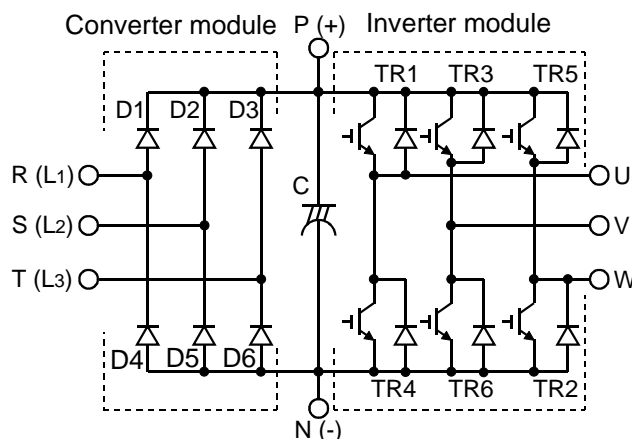 Converter module
P (+)
Inverter module
D1
D2
D3
TR1
TR3
TR5
R (L1)
U
C
S (L2)
V
T (L3)
W
D4
D5
D6
TR4
TR6
TR2
N (-)